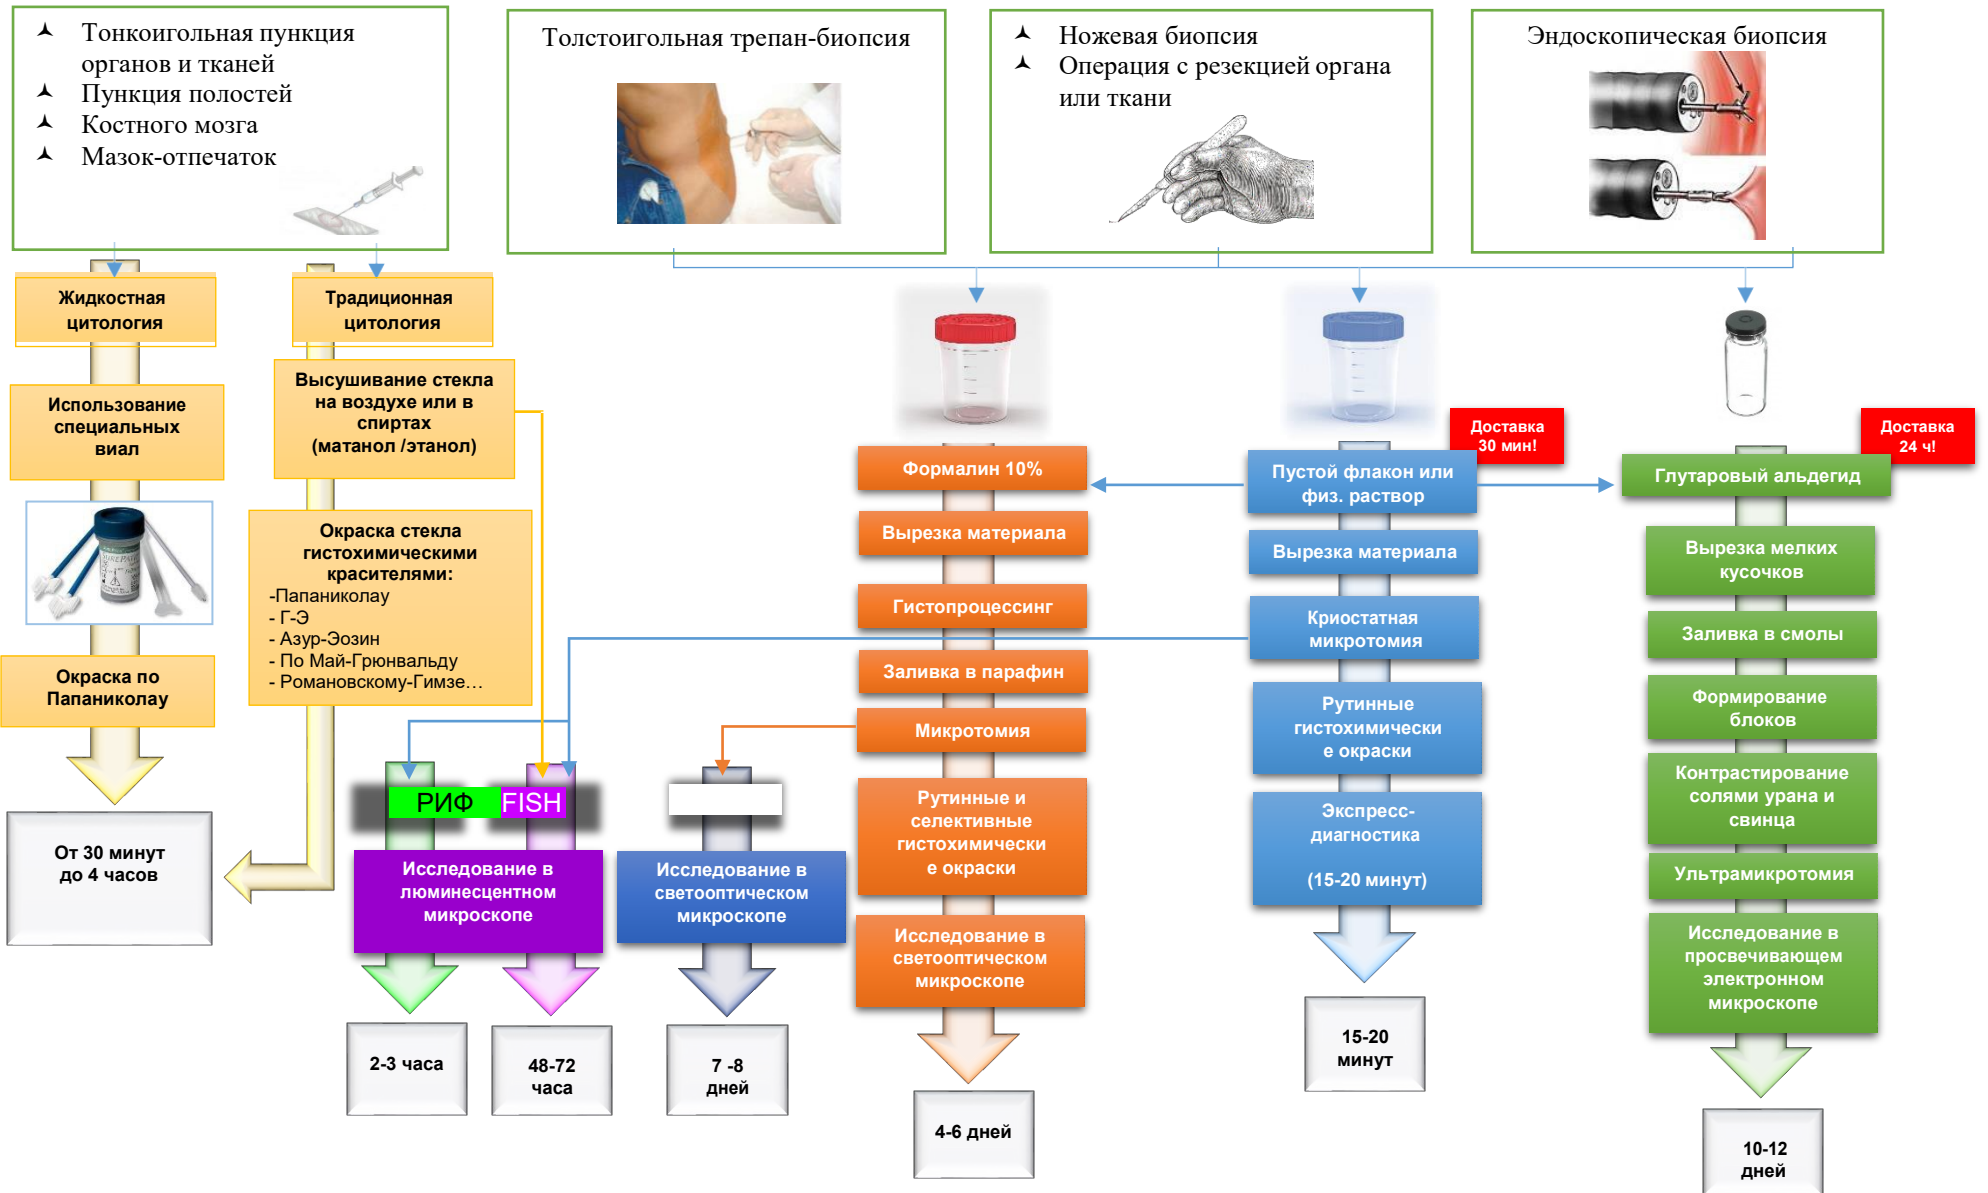 Тонкоигольная пункция
органов и тканей
Пункция полостей
Костного мозга
Мазок-отпечаток
Толстоигольная трепан-биопсия
Ножевая биопсия
Операция с резекцией органа
или ткани
Эндоскопическая биопсия
Жидкостная
цитология
Использование
специальных
виал
Окраска по
Папаниколау
От 30 минут
до 4 часов
Традиционная
цитология
Высушивание стекла
на воздухе или в
спиртах
(матанол /этанол)
Окраска стекла
гистохимическими
красителями:
-Папаниколау
- Г-Э
- Азур-Эозин
- По Май-Грюнвальду
- Романовскому-Гимзе…
РИФ
FISH
Исследование в
люминесцентном
микроскопе
2-3 часа
48-72
часа
Исследование в
светооптическом
микроскопе
7 -8
дней
Формалин 10%
Вырезка материала
Гистопроцессинг
Заливка в парафин
Микротомия
Рутинные и
селективные
гистохимически
е окраски
Исследование в
светооптическом
микроскопе
4-6 дней
Доставка
30 мин!
Пустой флакон или
физ. раствор
Вырезка материала
Криостатная
микротомия
Рутинные
гистохимически
е окраски
Экспресс-
диагностика
(15-20 минут)
15-20
минут
Доставка
24 ч!
Глутаровый альдегид
Вырезка мелких
кусочков
Заливка в смолы
Формирование
блоков
Контрастирование
солями урана и
свинца
Ультрамикротомия
Исследование в
просвечивающем
электронном
микроскопе
10-12
дней